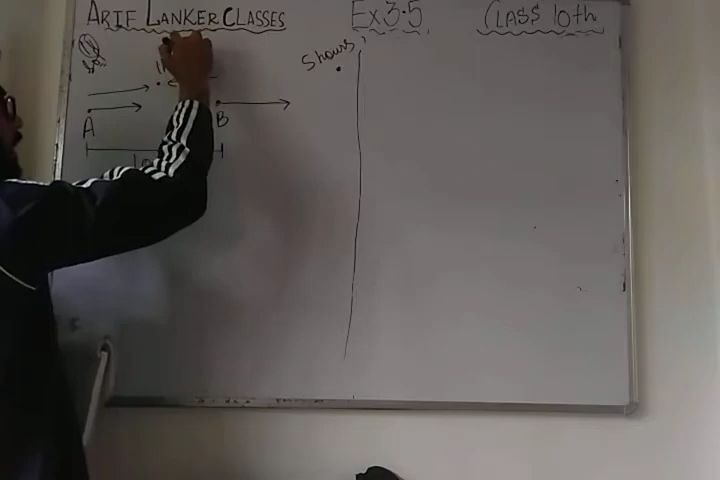 ARIF LANKER CLASSES
Ex 3.5
CLASS 10th
5 hours
A
B